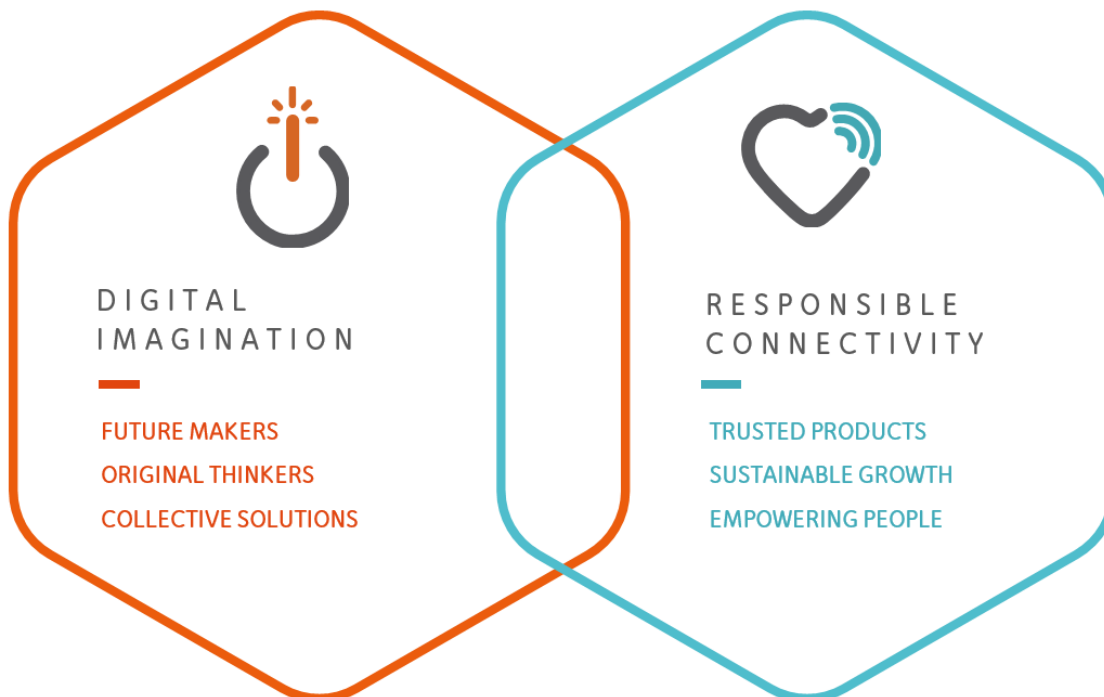 DIGITAL
IMAGINATION
FUTURE MAKERS
ORIGINAL THINKERS
COLLECTIVE SOLUTIONS
RESPONSIBLE
CONNECTIVITY
TRUSTED PRODUCTS
SUSTAINABLE GROWTH
EMPOWERING PEOPLE